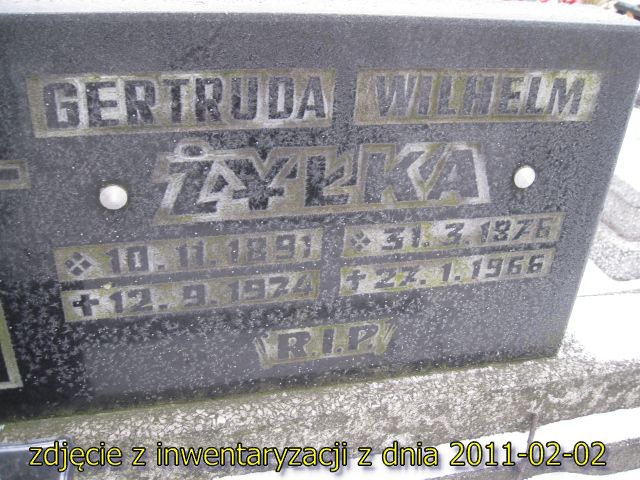 GERTRUDA WILHELM
ŻYŁKA
10.11.1891 31.3.1876
✝12.9.1974 ✝27.1.1966
R.I.P.
zdjęcie z inwentaryzacji z dnia 2011-02-02